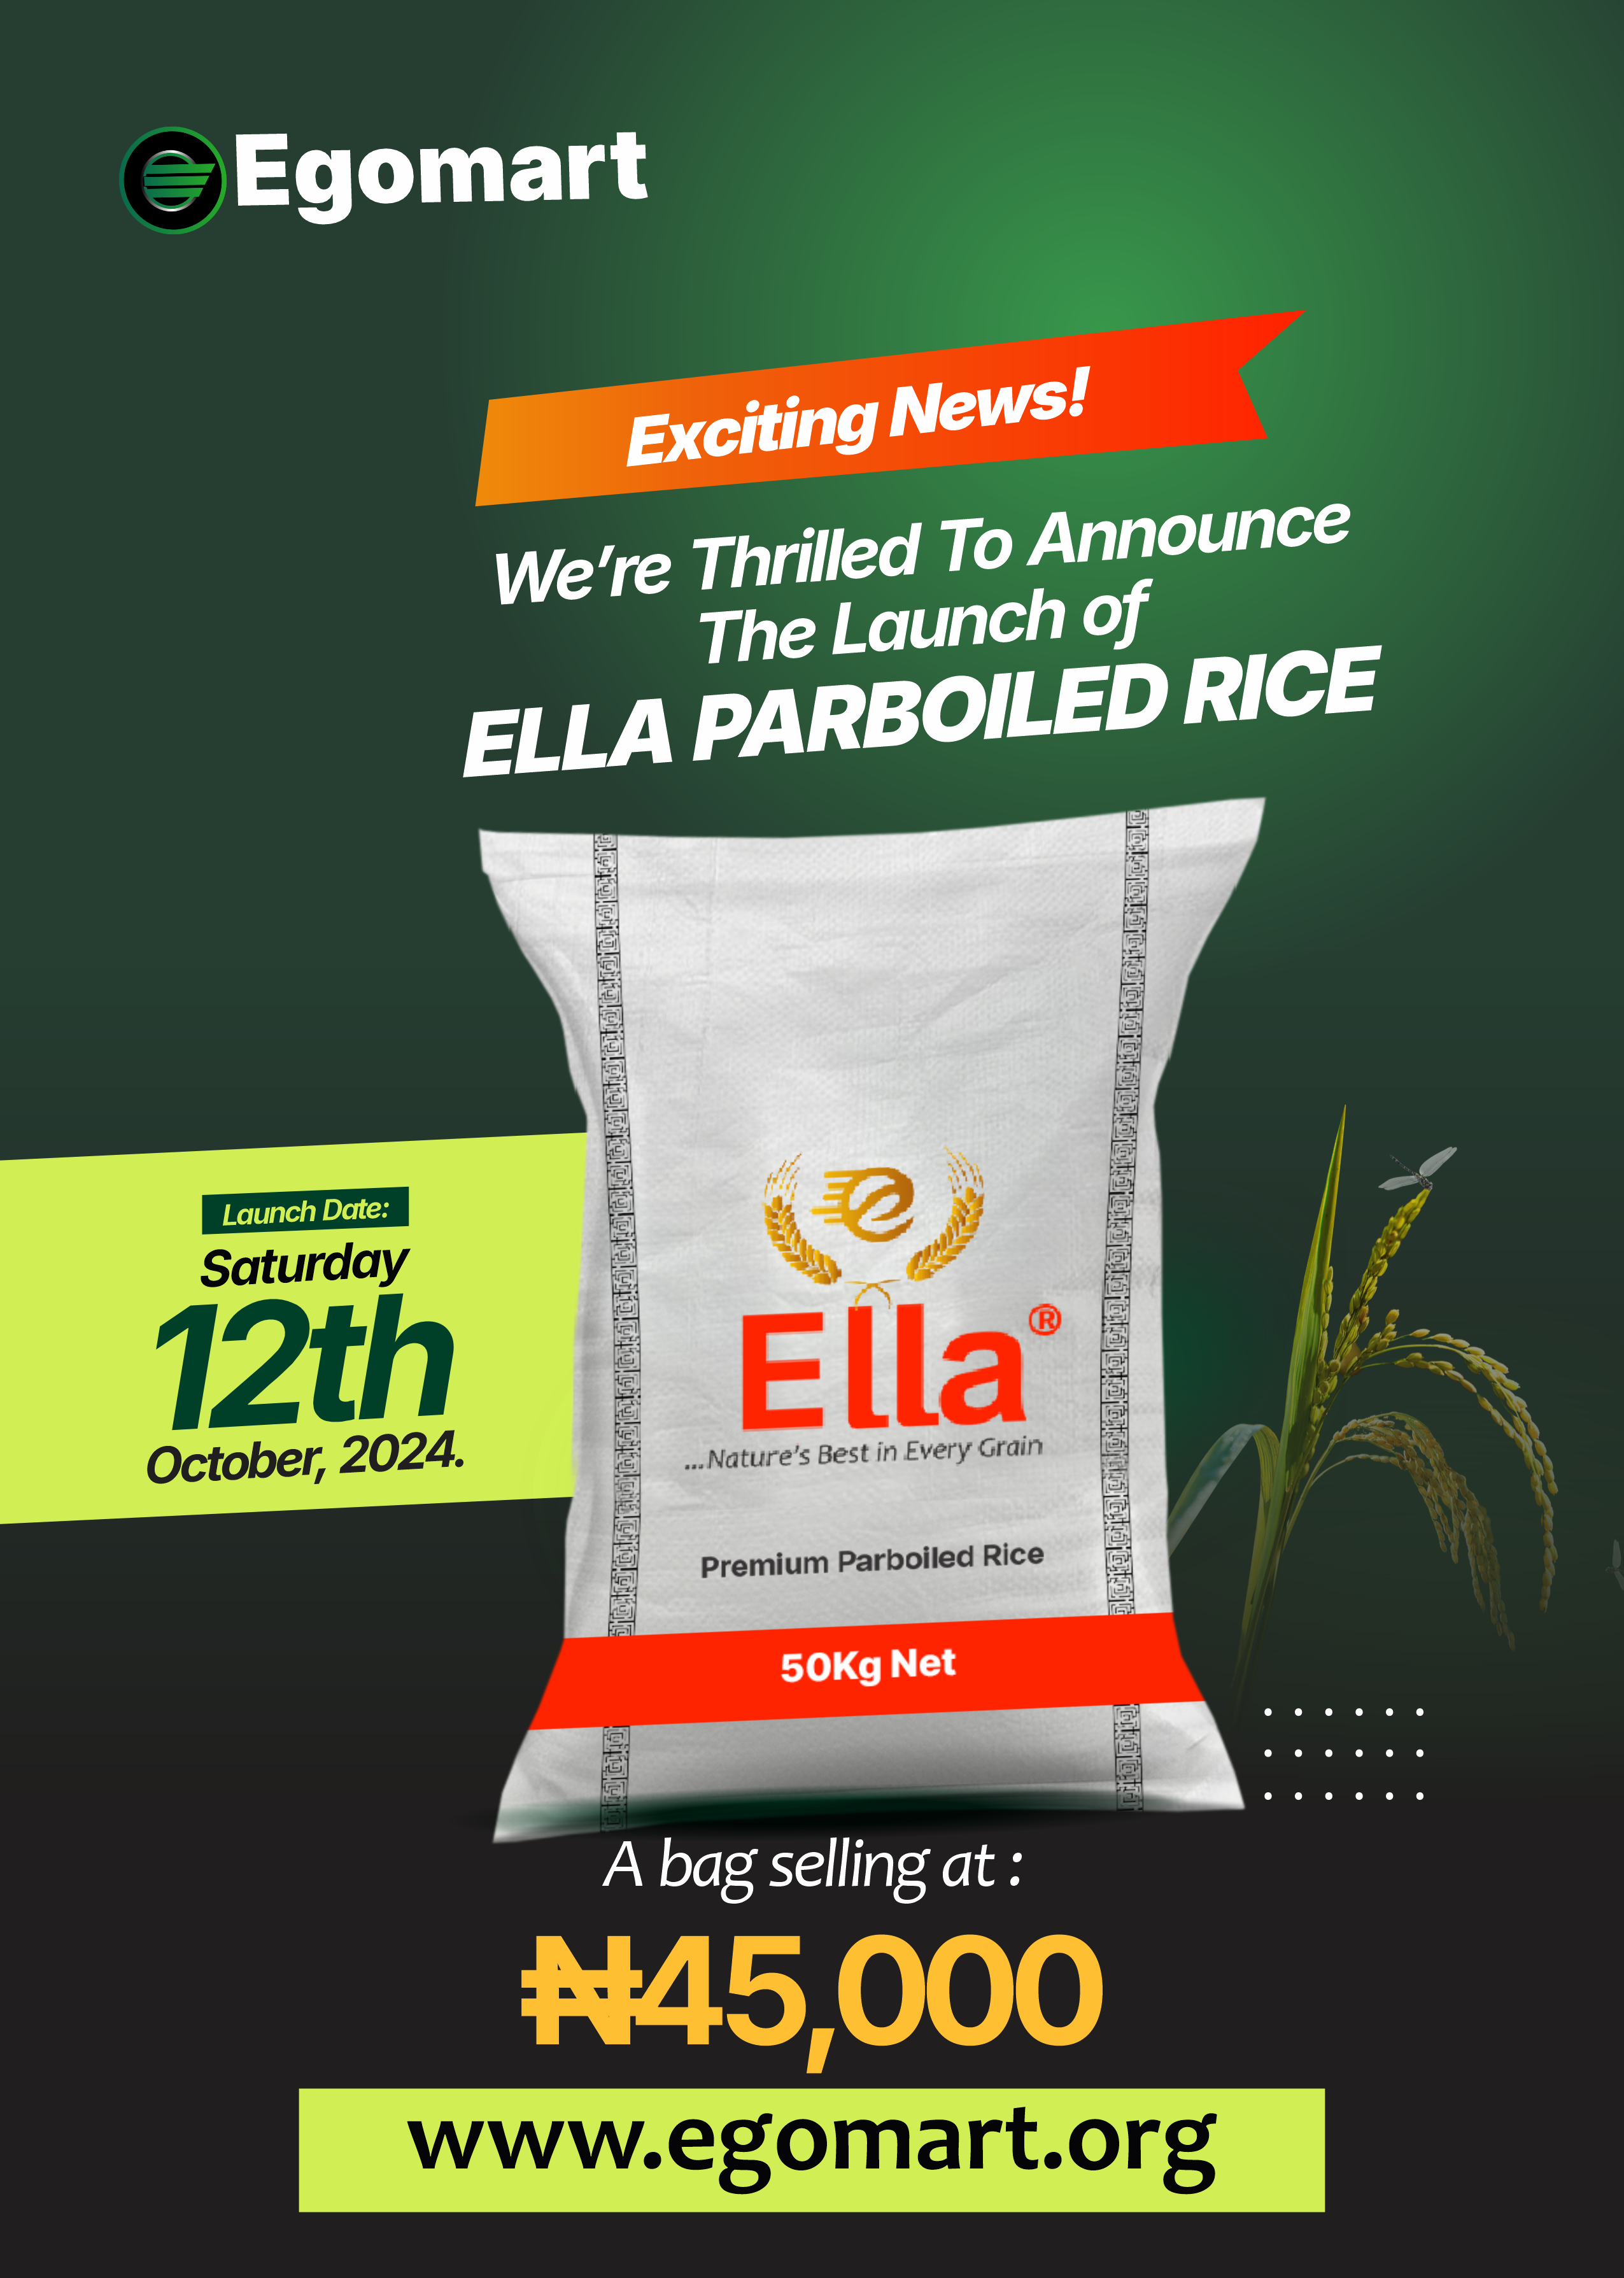 Egomart
Exciting News!
We're Thrilled To Announce
The Launch of
ELLA PARBOILED RICE
Launch Date:
Saturday
12th
October, 2024.
e
Ella®
...Nature's Best in Every Grain
Premium Parboiled Rice
50Kg Net
A bag selling at :
₦45,000
www.egomart.org